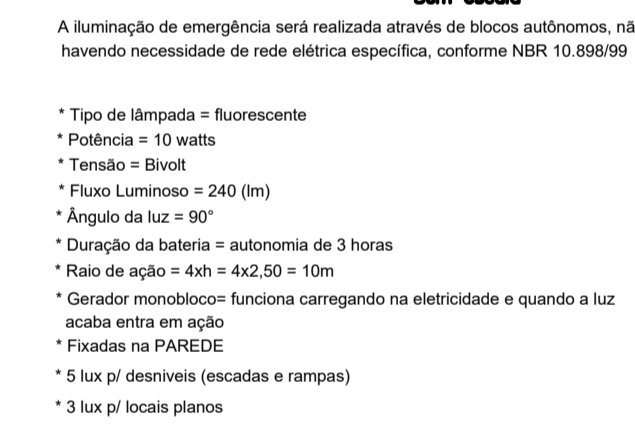 A iluminação de emergência será realizada através de blocos autônomos, nã
havendo necessidade de rede elétrica específica, conforme NBR 10.898/99
* Tipo de lâmpada = fluorescente
* Potência = 10 watts
* Tensão = Bivolt
* Fluxo Luminoso = 240 (lm)
* Ângulo da luz = 90°
* Duração da bateria = autonomia de 3 horas
* Raio de ação = 4xh = 4x2,50 = 10m
* Gerador monobloco= funciona carregando na eletricidade e quando a luz
acaba entra em ação
* Fixadas na PAREDE
* 5 lux p/ desniveis (escadas e rampas)
* 3 lux p/ locais planos